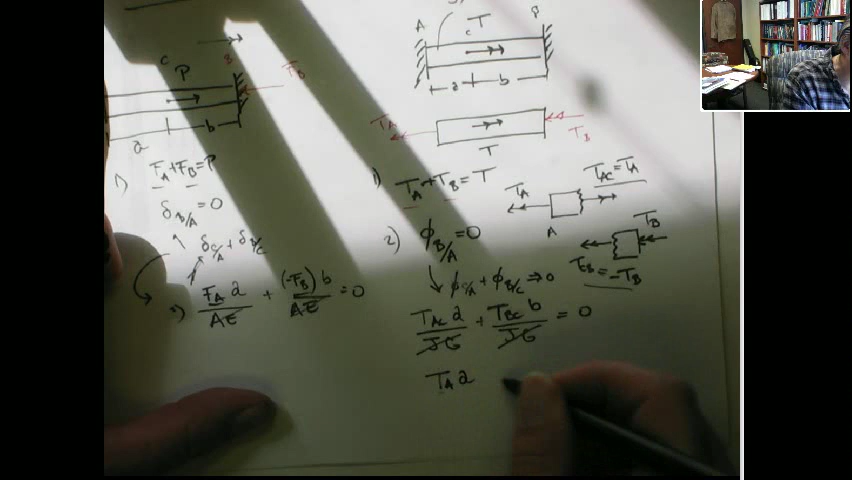 C
P
B
T_B
a
b
1) F_A + F_B = P
δ_B/A = 0
δ_C/A + δ_B/C
2) F_A a / AE + (-F_B) b / AE = 0
A
T
B
C
a
b
T_A
T
T_B
1) T_A + T_B = T
T_A
T_AC = T_A
A
2) φ_B/A = 0
T_B
T_CB = -T_B
φ_C/A + φ_B/C => 0
T_AC a / JG + T_BC b / JG = 0
T_A a